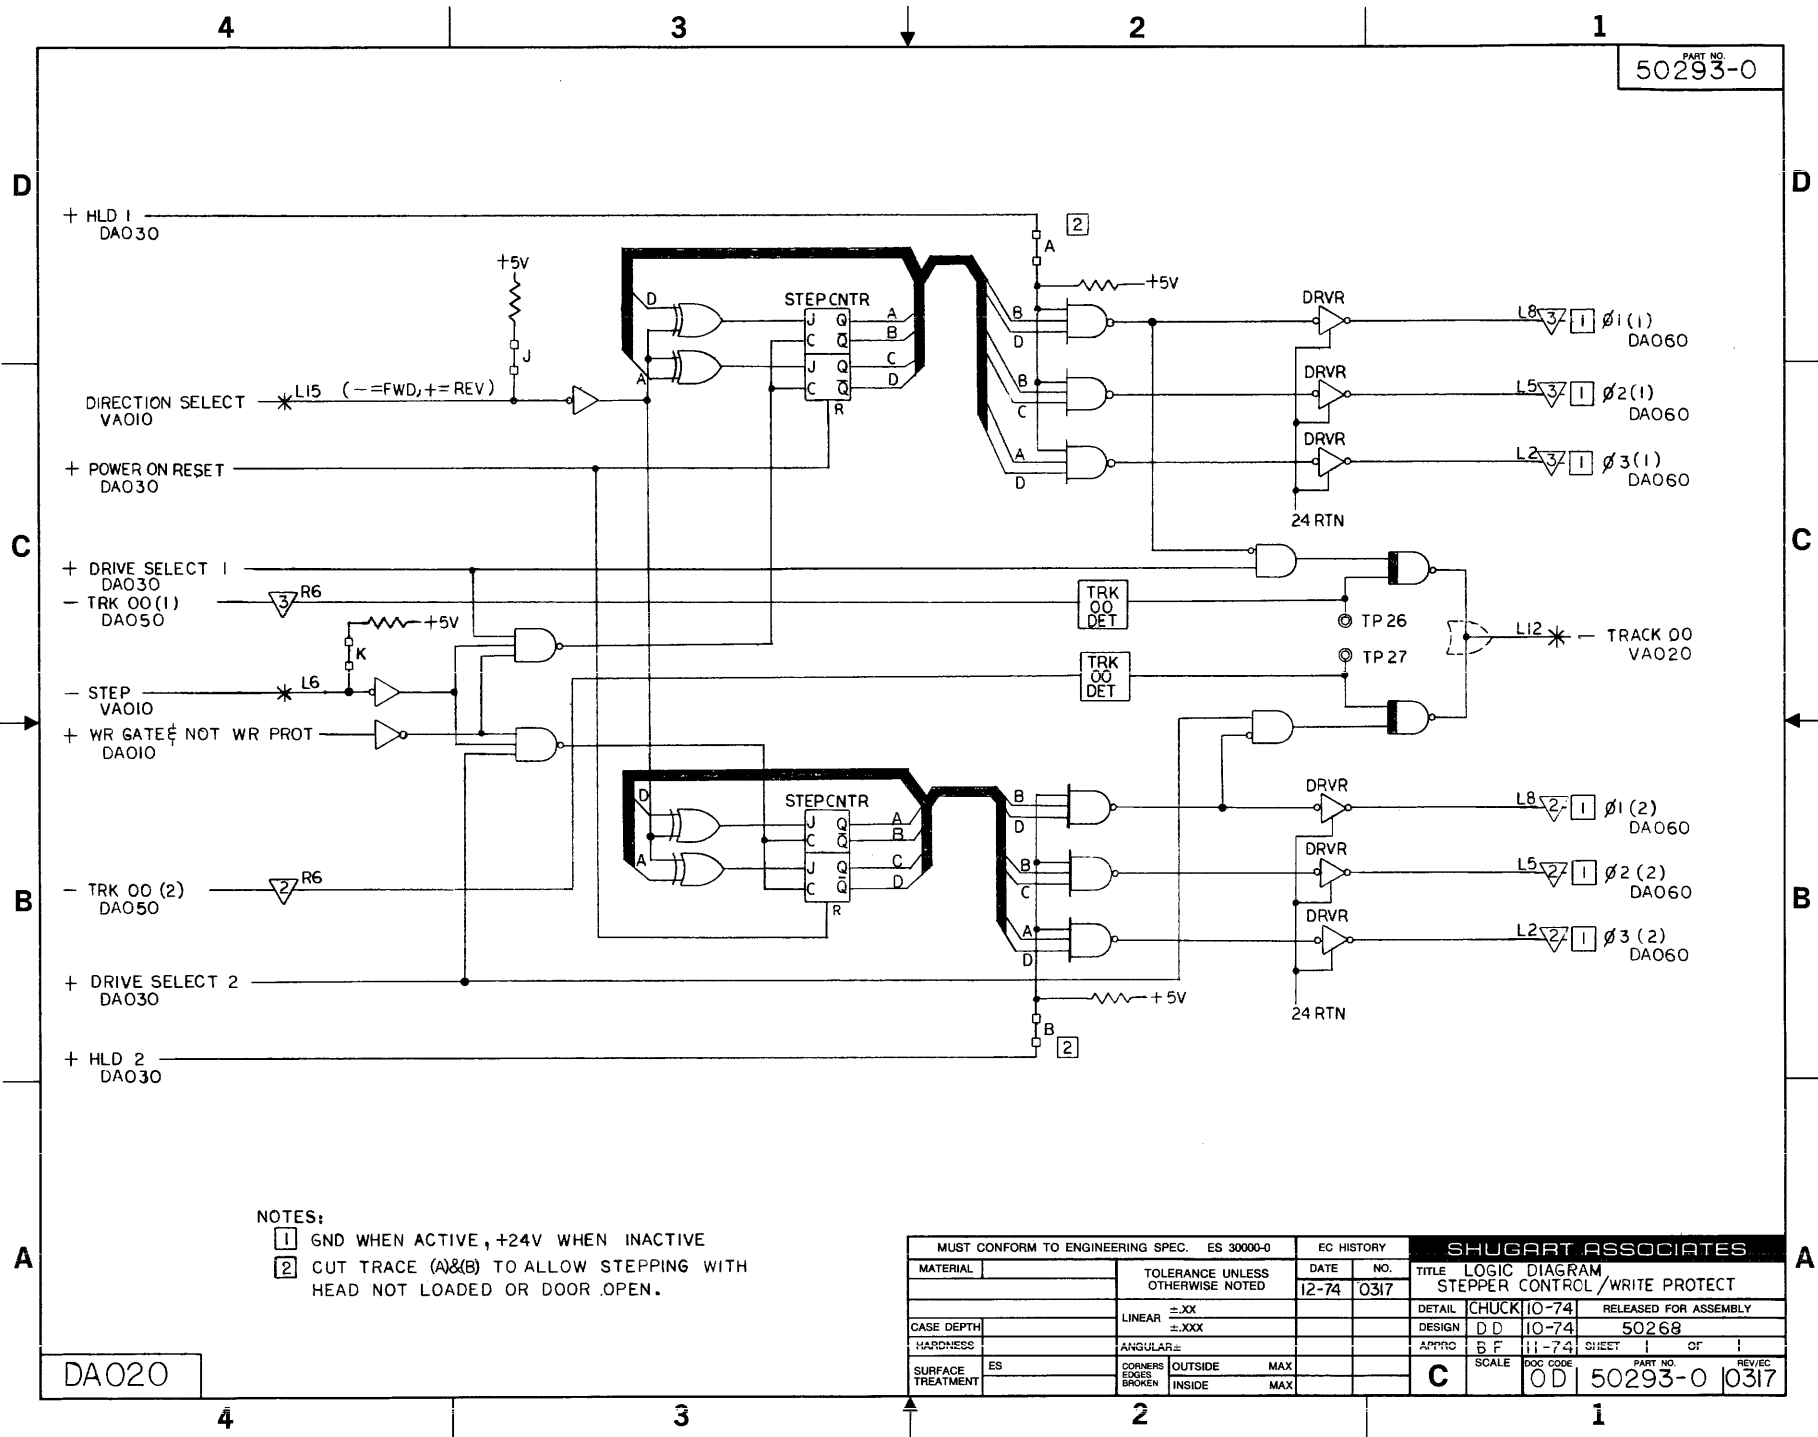 4 3 2 1
PART NO.
50293-0
D D
+ HLD 1
DA030
2
A
+5V
+5V
STEP CNTR
DRVR
D
J Q A
B
L8 3 1 Ø1(1)
DA060
C Q̅ B
D
J
J Q C
DRVR
A
C Q̅ D
B
L5 3 1 Ø2(1)
DA060
DIRECTION SELECT L15 (−=FWD,+=REV)
VA010
R
C
DRVR
+ POWER ON RESET
DA030
A
L2 3 1 Ø3(1)
DA060
D
24 RTN
C C
+ DRIVE SELECT 1
DA030
− TRK 00(1) 3 R6
DA050
TRK
00
DET
TP 26
+5V
K
L12 − TRACK 00
VA020
TRK
00
DET
TP 27
− STEP L6
VA010
+ WR GATE & NOT WR PROT
DA010
STEP CNTR
DRVR
D
J Q A
B
L8 2 1 Ø1(2)
DA060
C Q̅ B
D
DRVR
A
J Q C
B
L5 2 1 Ø2(2)
DA060
− TRK 00 (2) 2 R6
DA050
C Q̅ D
C
R
DRVR
B B
A
L2 2 1 Ø3(2)
DA060
D
+ DRIVE SELECT 2
DA030
+5V
24 RTN
B
2
+ HLD 2
DA030
NOTES:
1 GND WHEN ACTIVE, +24V WHEN INACTIVE
2 CUT TRACE (A)&(B) TO ALLOW STEPPING WITH
HEAD NOT LOADED OR DOOR OPEN.
A A
MUST CONFORM TO ENGINEERING SPEC. ES 30000-0
EC HISTORY
SHUGART ASSOCIATES
MATERIAL
TOLERANCE UNLESS
OTHERWISE NOTED
DATE NO.
12-74 0317
TITLE LOGIC DIAGRAM
STEPPER CONTROL/WRITE PROTECT
LINEAR ±.XX
±.XXX
DETAIL CHUCK 10-74 RELEASED FOR ASSEMBLY
CASE DEPTH
DESIGN DD 10-74 50268
HARDNESS
ANGULAR±
APPRO BF 11-74 SHEET 1 OF 1
SURFACE
TREATMENT
ES
CORNERS
EDGES
BROKEN
OUTSIDE MAX
INSIDE MAX
C
SCALE
DOC CODE
OD
PART NO.
50293-0
REV/EC
0317
DA020
4 3 2 1